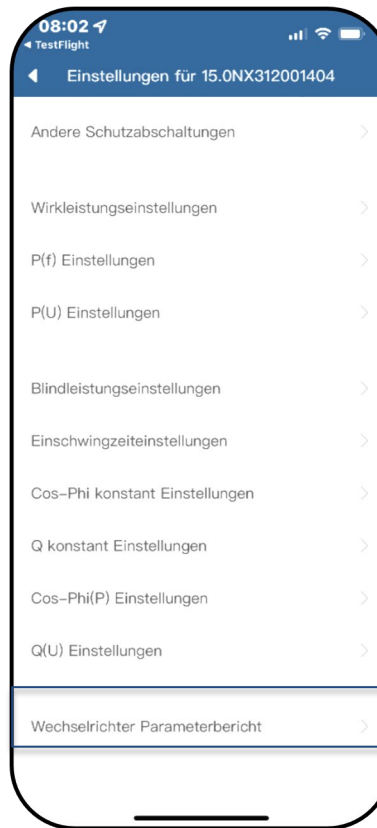 08:02
◀ TestFlight
Einstellungen für 15.0NX312001404
Andere Schutzabschaltungen
Wirkleistungseinstellungen
P(f) Einstellungen
P(U) Einstellungen
Blindleistungseinstellungen
Einschwingzeiteinstellungen
Cos-Phi konstant Einstellungen
Q konstant Einstellungen
Cos-Phi(P) Einstellungen
Q(U) Einstellungen
Wechselrichter Parameterbericht